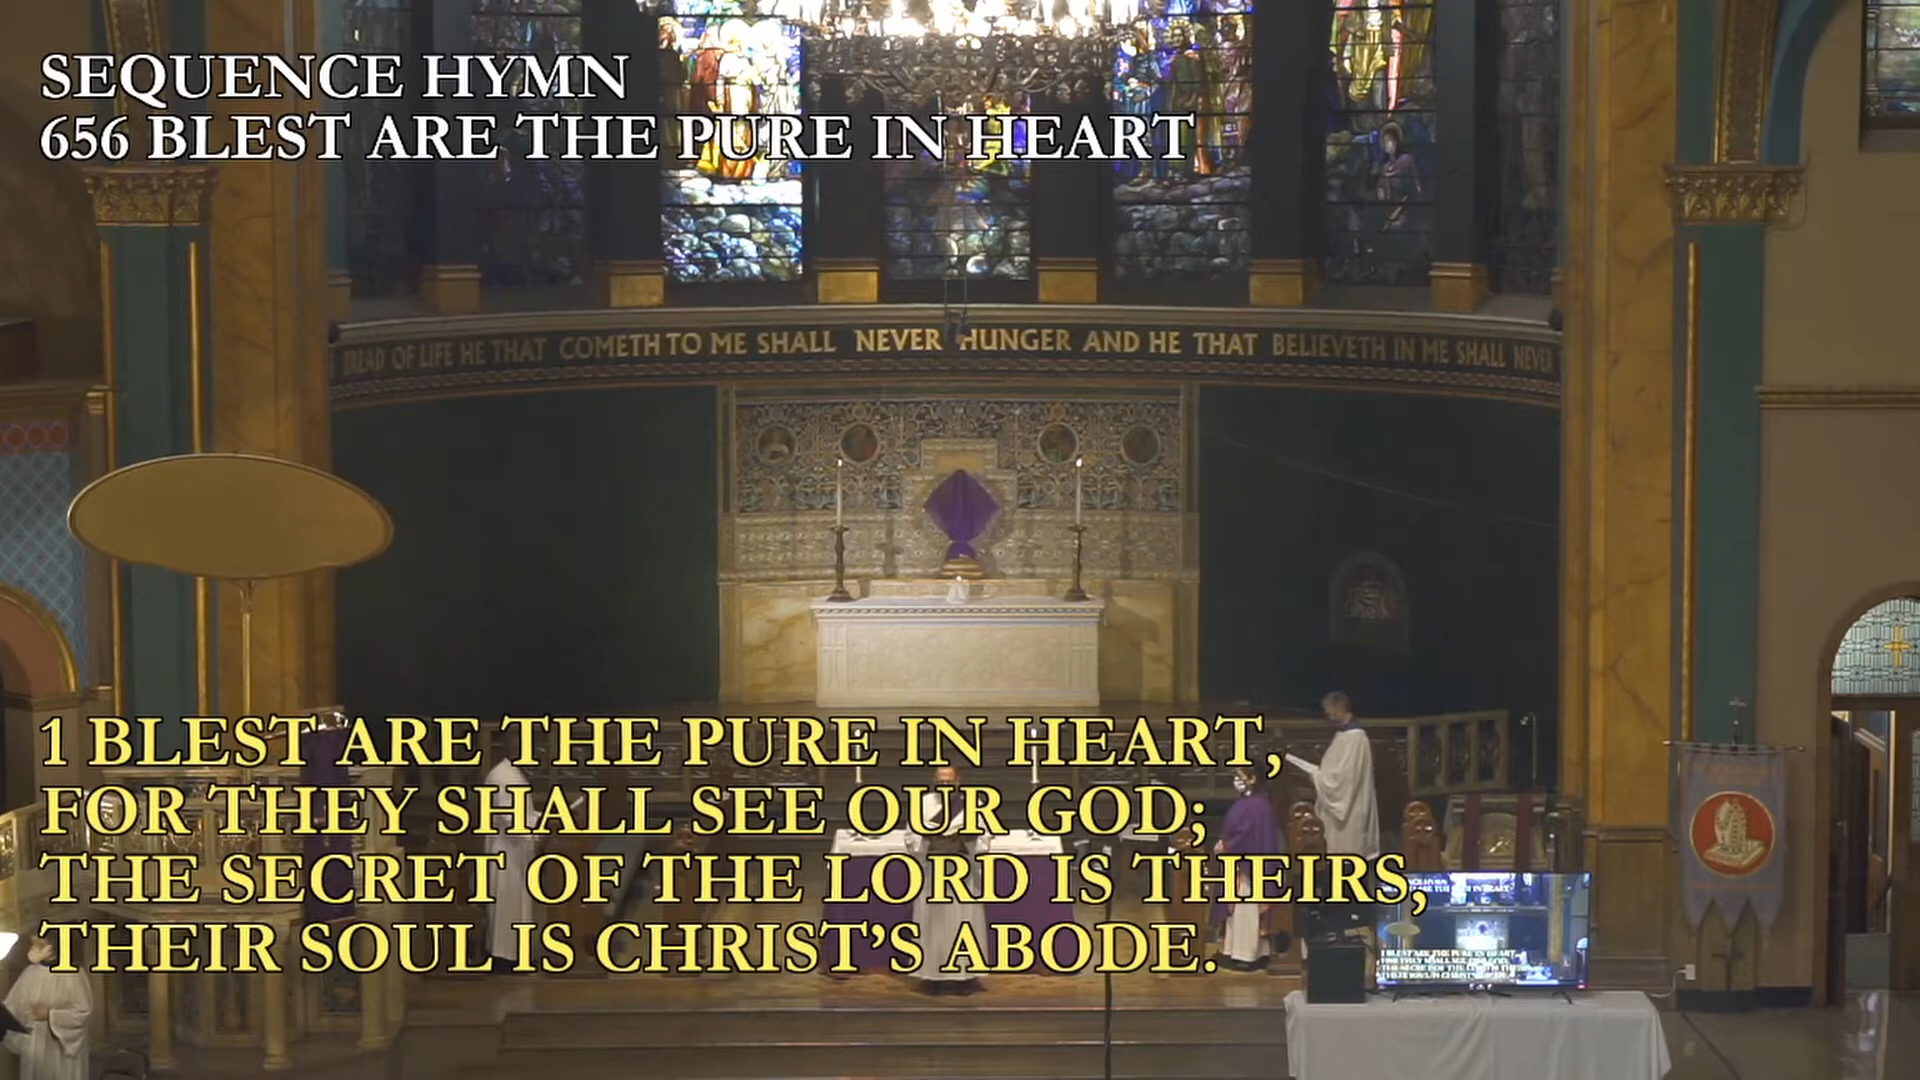 SEQUENCE HYMN
656 BLEST ARE THE PURE IN HEART
BREAD OF LIFE HE THAT COMETH TO ME SHALL NEVER HUNGER AND HE THAT BELIEVETH IN ME SHALL NEVER
1 BLEST ARE THE PURE IN HEART,
FOR THEY SHALL SEE OUR GOD;
THE SECRET OF THE LORD IS THEIRS,
THEIR SOUL IS CHRIST'S ABODE.